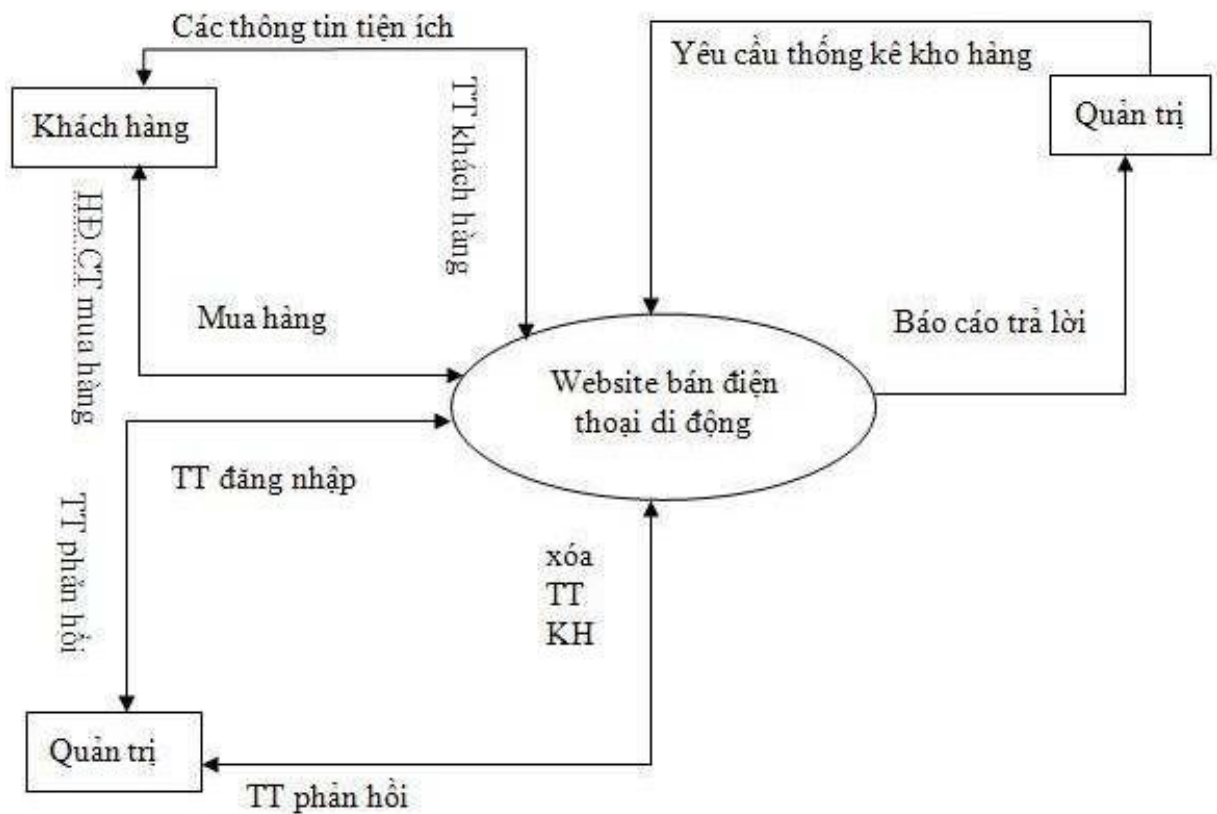 Các thông tin tiện ích
Yêu cầu thống kê kho hàng
Khách hàng
Quản trị
TT khách hàng
HĐ CT mua hàng
Mua hàng
Báo cáo trả lời
Website bán điện
thoại di động
TT đăng nhập
TT phản hồi
xóa
TT
KH
Quản trị
TT phản hồi